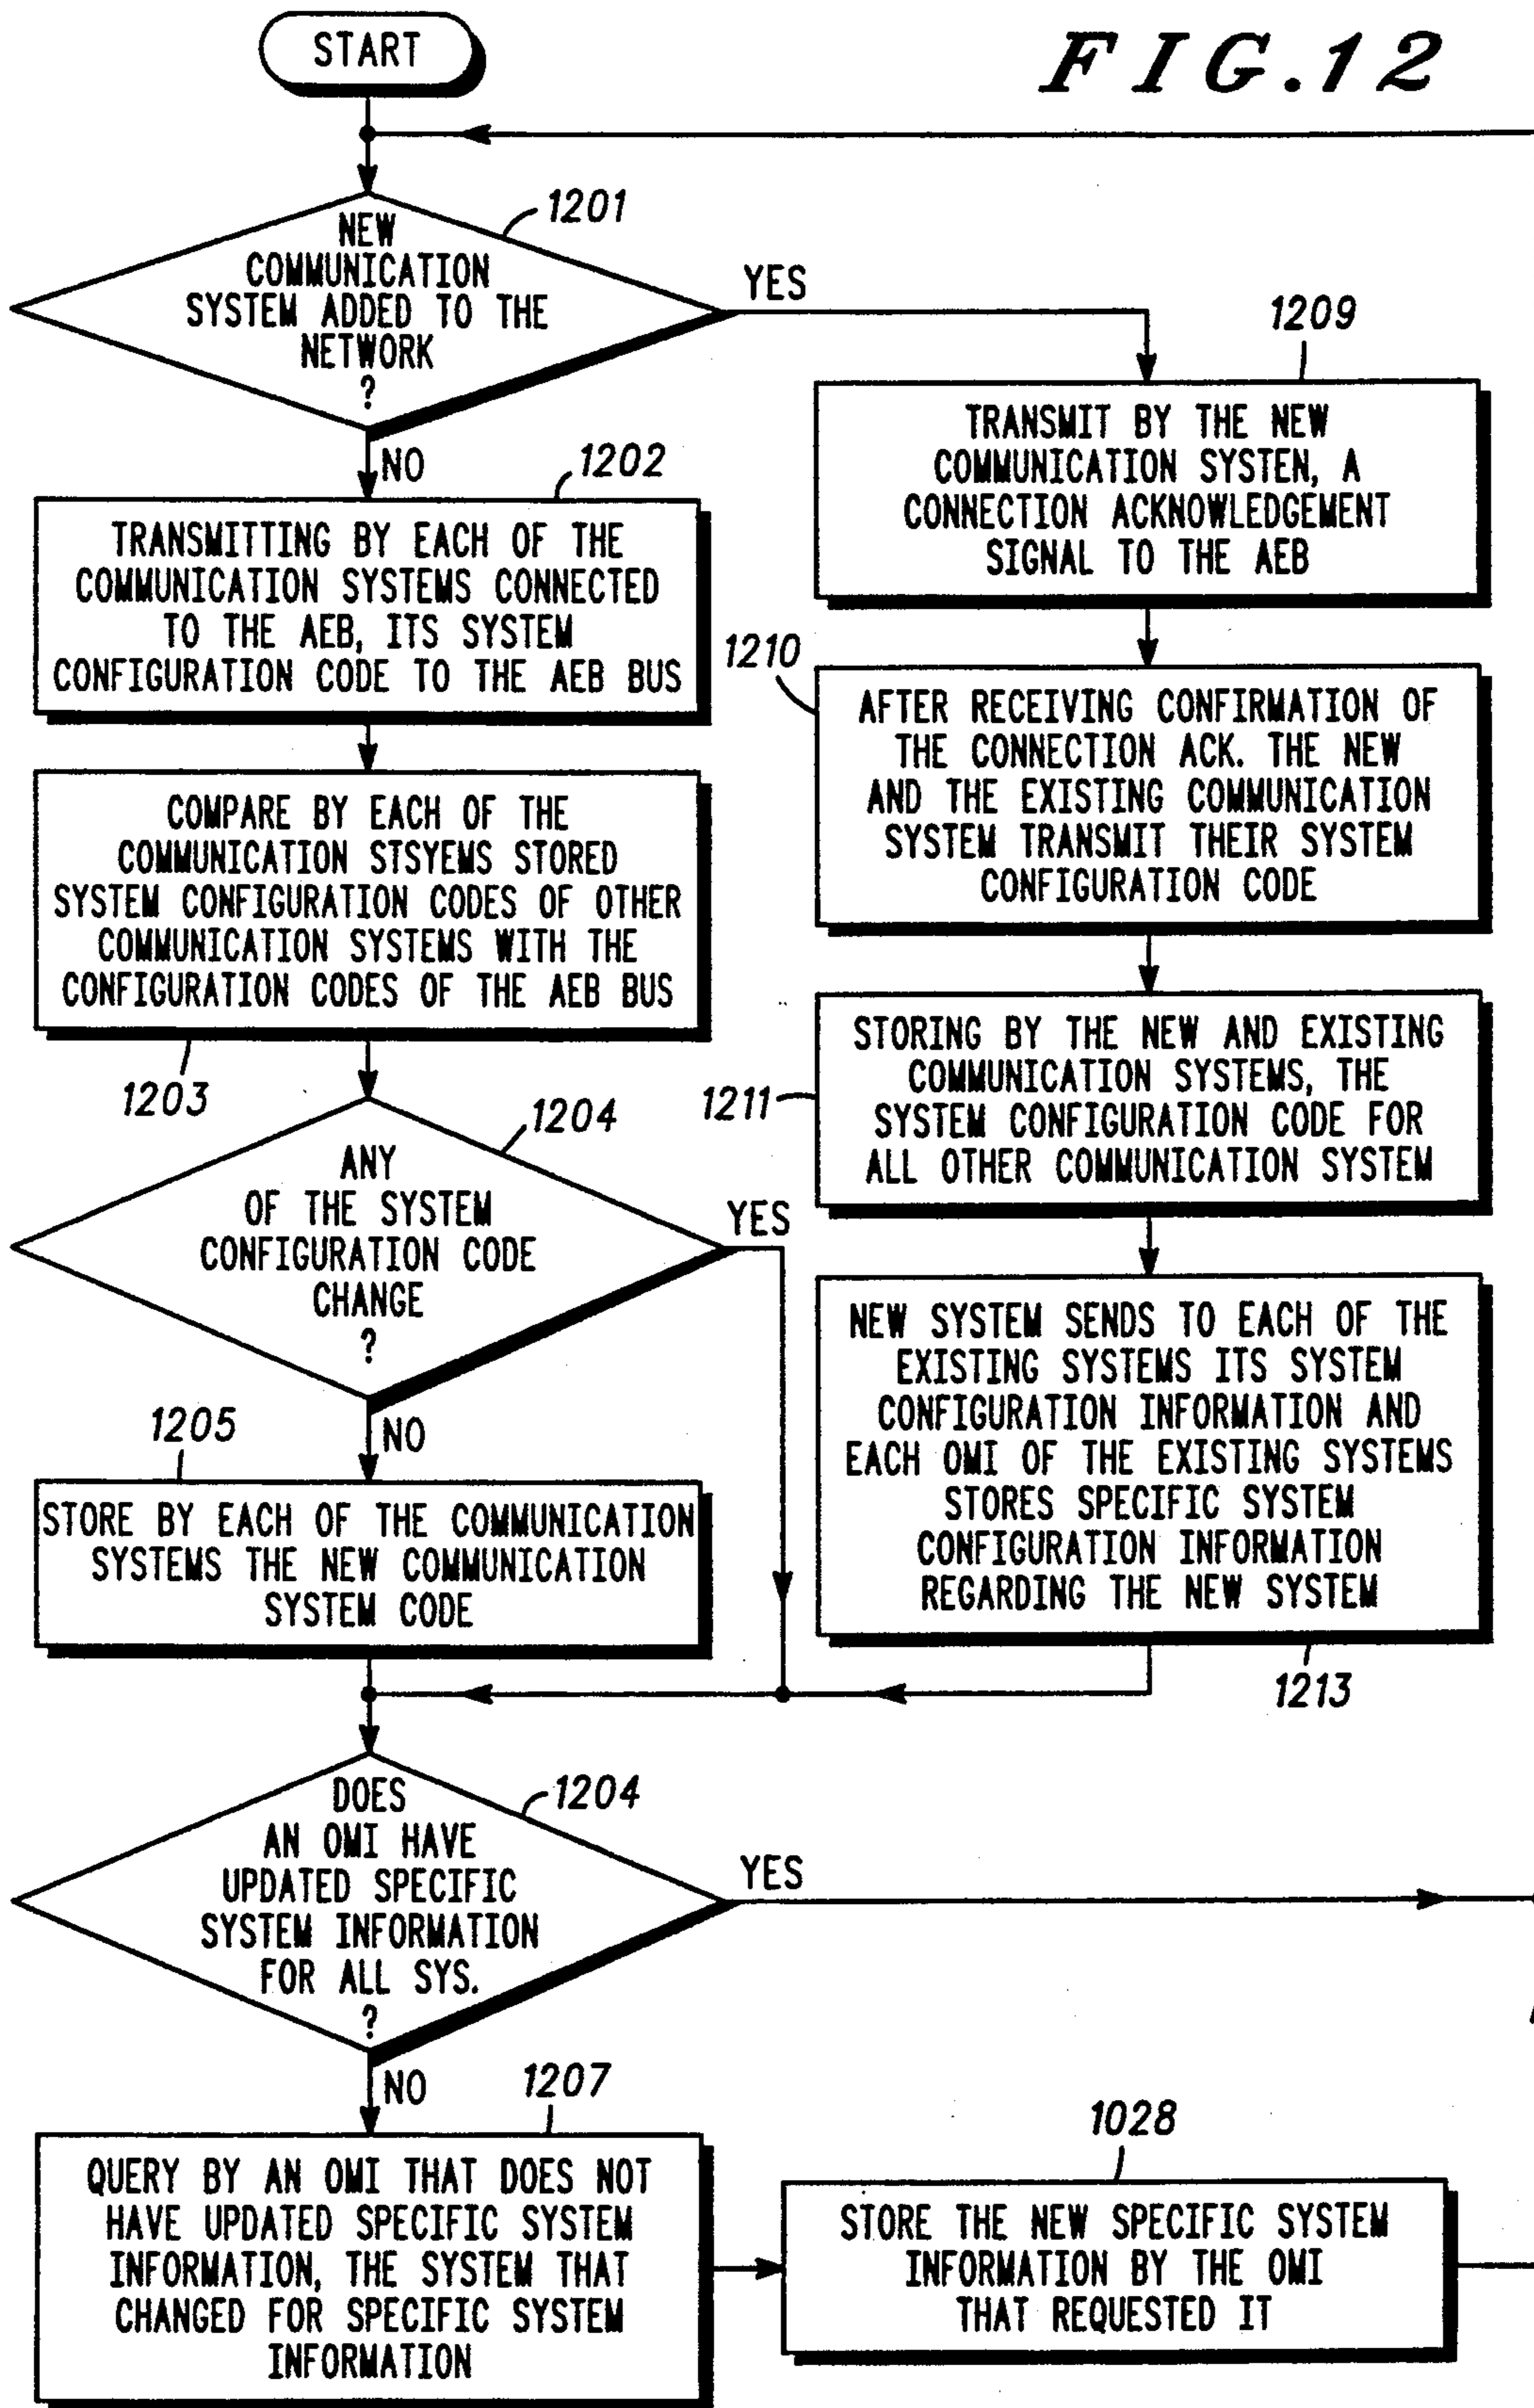 START
FIG.12
1201
NEW
COMMUNICATION
SYSTEM ADDED TO THE
NETWORK
?
YES
NO
1202
TRANSMITTING BY EACH OF THE
COMMUNICATION SYSTEMS CONNECTED
TO THE AEB, ITS SYSTEM
CONFIGURATION CODE TO THE AEB BUS
COMPARE BY EACH OF THE
COMMUNICATION STSYEMS STORED
SYSTEM CONFIGURATION CODES OF OTHER
COMMUNICATION SYSTEMS WITH THE
CONFIGURATION CODES OF THE AEB BUS
1203
1204
ANY
OF THE SYSTEM
CONFIGURATION CODE
CHANGE
?
YES
NO
1205
STORE BY EACH OF THE COMMUNICATION
SYSTEMS THE NEW COMMUNICATION
SYSTEM CODE
1209
TRANSMIT BY THE NEW
COMMUNICATION SYSTEN, A
CONNECTION ACKNOWLEDGEMENT
SIGNAL TO THE AEB
1210
AFTER RECEIVING CONFIRMATION OF
THE CONNECTION ACK. THE NEW
AND THE EXISTING COMMUNICATION
SYSTEM TRANSMIT THEIR SYSTEM
CONFIGURATION CODE
1211
STORING BY THE NEW AND EXISTING
COMMUNICATION SYSTEMS, THE
SYSTEM CONFIGURATION CODE FOR
ALL OTHER COMMUNICATION SYSTEM
NEW SYSTEM SENDS TO EACH OF THE
EXISTING SYSTEMS ITS SYSTEM
CONFIGURATION INFORMATION AND
EACH OMI OF THE EXISTING SYSTEMS
STORES SPECIFIC SYSTEM
CONFIGURATION INFORMATION
REGARDING THE NEW SYSTEM
1213
1204
DOES
AN OMI HAVE
UPDATED SPECIFIC
SYSTEM INFORMATION
FOR ALL SYS.
?
YES
NO
1207
QUERY BY AN OMI THAT DOES NOT
HAVE UPDATED SPECIFIC SYSTEM
INFORMATION, THE SYSTEM THAT
CHANGED FOR SPECIFIC SYSTEM
INFORMATION
1028
STORE THE NEW SPECIFIC SYSTEM
INFORMATION BY THE OMI
THAT REQUESTED IT